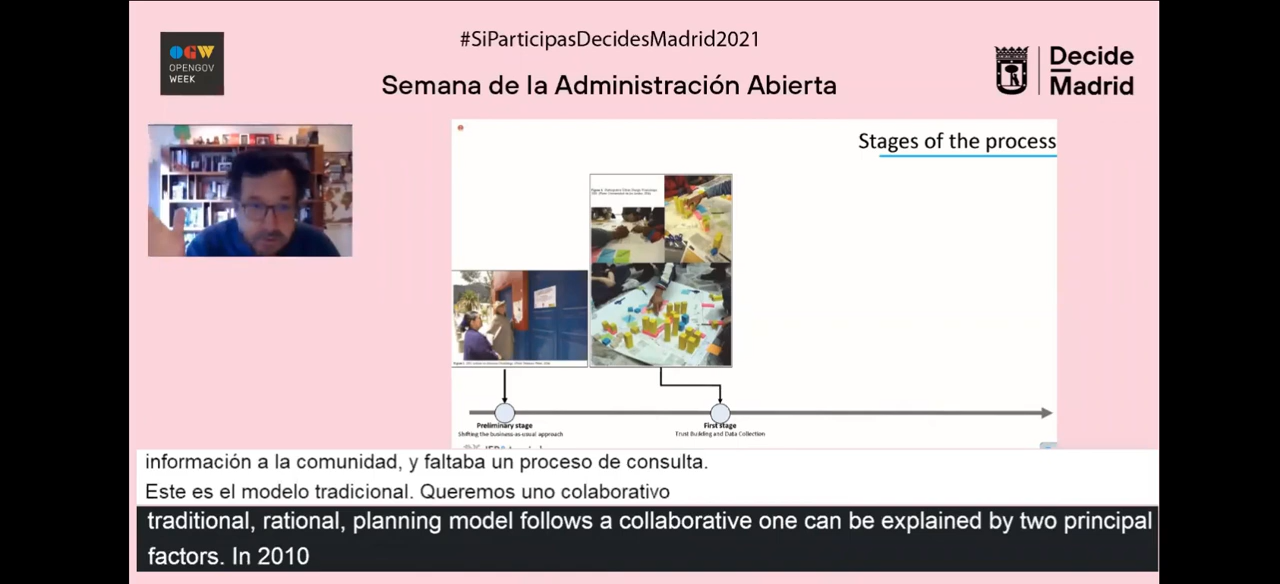 #SiParticipasDecidesMadrid2021
OGW
OPENGOV
WEEK
Semana de la Administración Abierta
Decide
Madrid
Stages of the process
Preliminary stage
Shifting the business-as-usual approach
First stage
Trust Building and Data Collection
información a la comunidad, y faltaba un proceso de consulta.
Este es el modelo tradicional. Queremos uno colaborativo
traditional, rational, planning model follows a collaborative one can be explained by two principal
factors. In 2010